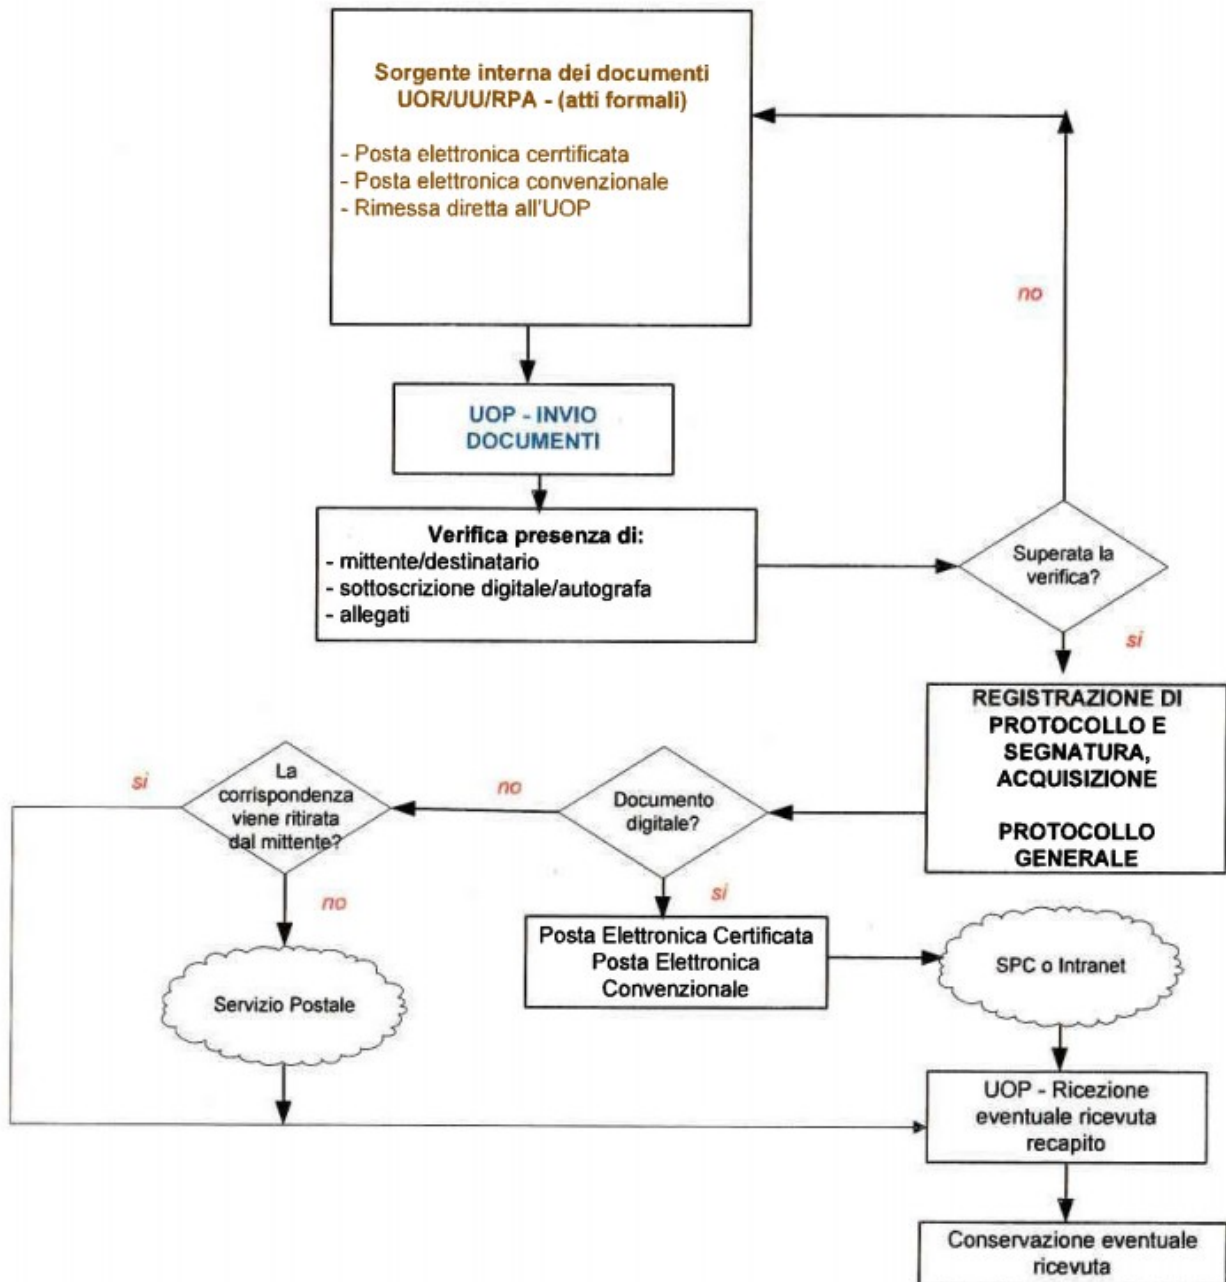 Sorgente interna dei documenti
UOR/UU/RPA - (atti formali)
- Posta elettronica cerrtificata
- Posta elettronica convenzionale
- Rimessa diretta all'UOP
no
UOP - INVIO
DOCUMENTI
Verifica presenza di:
- mittente/destinatario
- sottoscrizione digitale/autografa
- allegati
Superata la
verifica?
si
REGISTRAZIONE DI
PROTOCOLLO E
SEGNATURA,
ACQUISIZIONE
PROTOCOLLO
GENERALE
Documento
digitale?
no
si
La
corrispondenza
viene ritirata
dal mittente?
si
no
Servizio Postale
Posta Elettronica Certificata
Posta Elettronica
Convenzionale
SPC o Intranet
UOP - Ricezione
eventuale ricevuta
recapito
Conservazione eventuale
ricevuta